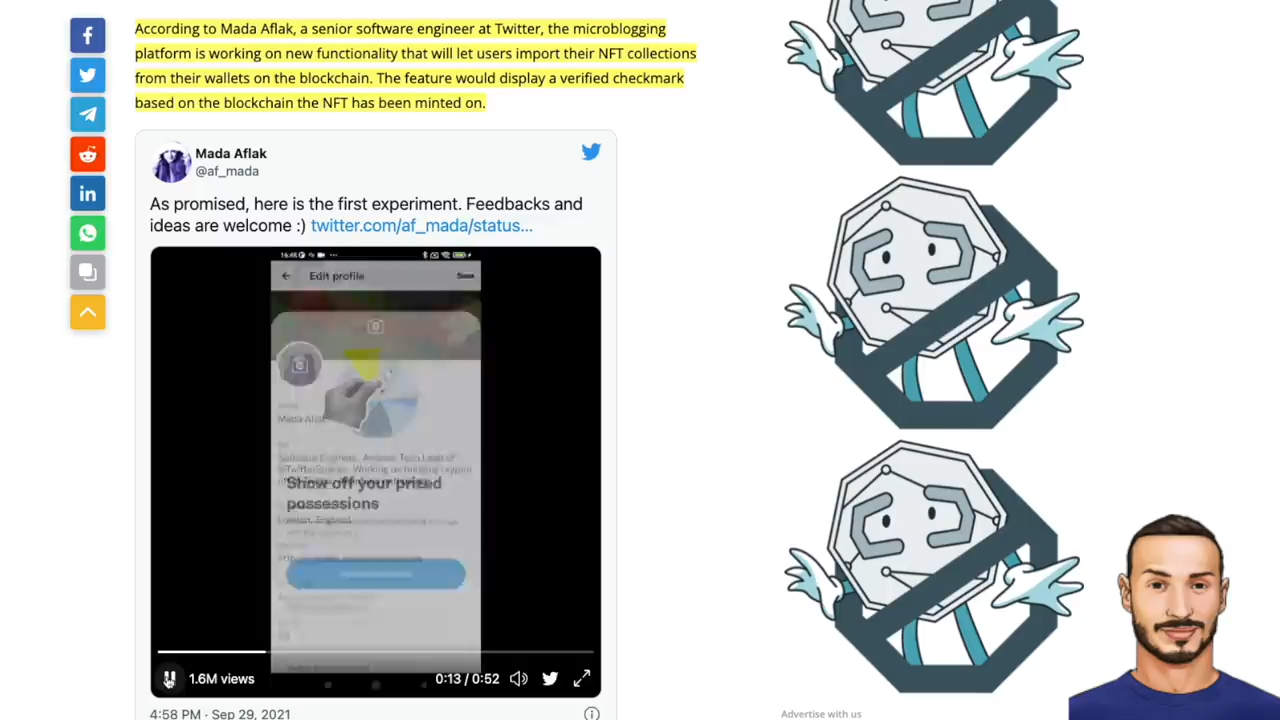 According to Mada Aflak, a senior software engineer at Twitter, the microblogging
platform is working on new functionality that will let users import their NFT collections
from their wallets on the blockchain. The feature would display a verified checkmark
based on the blockchain the NFT has been minted on.
Mada Aflak
@af_mada
As promised, here is the first experiment. Feedbacks and
ideas are welcome :) twitter.com/af_mada/status...
Edit profile
Mada Aflak
Show off your prized
possessions
London, England
1.6M views
0:13 / 0:52
4:58 PM · Sep 29, 2021
Advertise with us